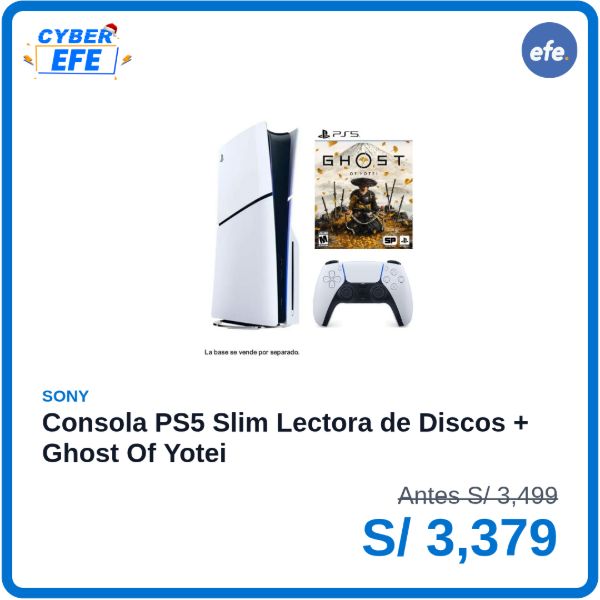 CYBER
EFE
efe.
PS5
GHOST
OF YOTEI
M
SP
La base se vende por separado.
SONY
Consola PS5 Slim Lectora de Discos +
Ghost Of Yotei
Antes S/ 3,499
S/ 3,379